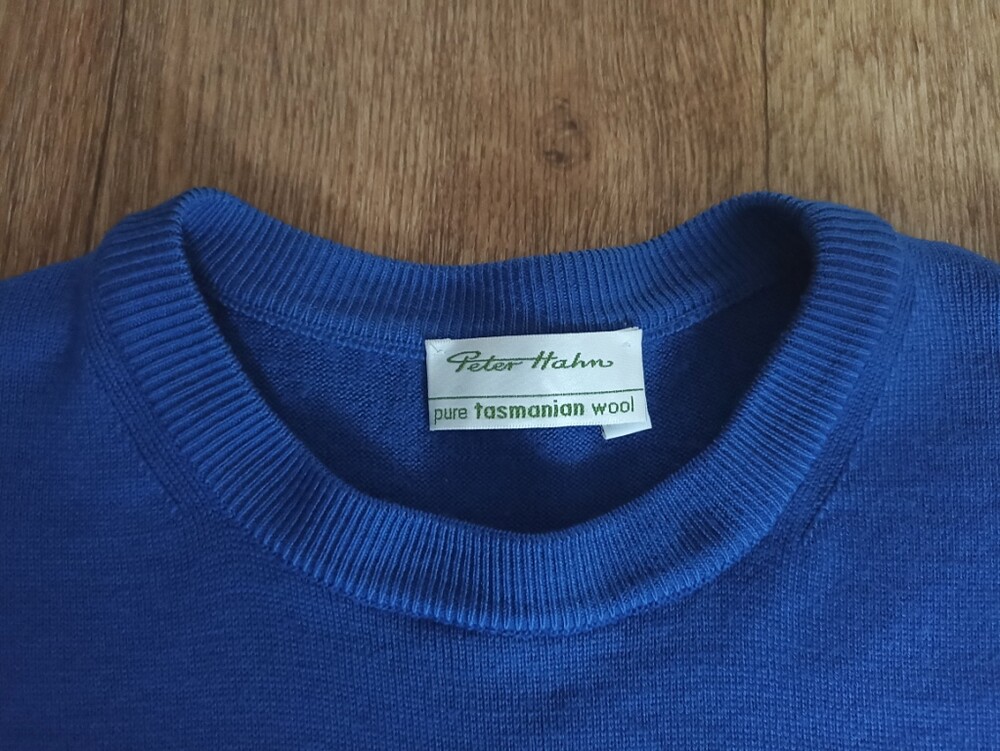 Peter Hahn
pure tasmanian wool